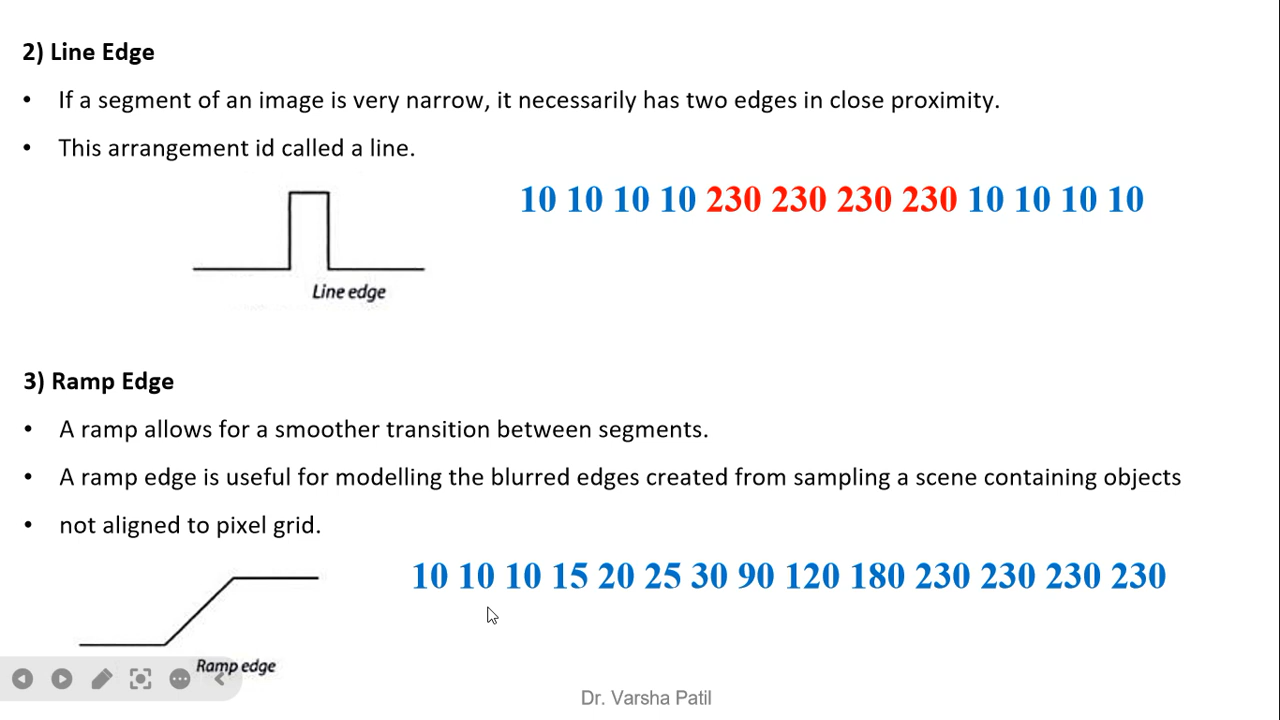 2) Line Edge
• If a segment of an image is very narrow, it necessarily has two edges in close proximity.
• This arrangement id called a line.
10 10 10 10 230 230 230 230 10 10 10 10
Line edge
3) Ramp Edge
• A ramp allows for a smoother transition between segments.
• A ramp edge is useful for modelling the blurred edges created from sampling a scene containing objects
• not aligned to pixel grid.
10 10 10 15 20 25 30 90 120 180 230 230 230 230
Ramp edge
Dr. Varsha Patil